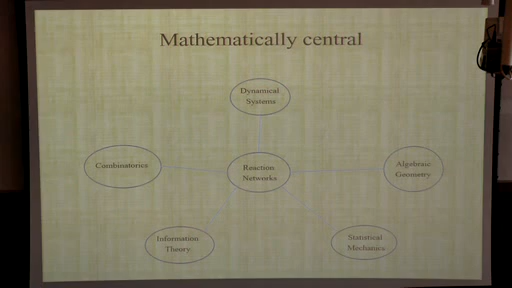 Mathematically central
Dynamical
Systems
Combinatorics
Reaction
Networks
Algebraic
Geometry
Information
Theory
Statistical
Mechanics